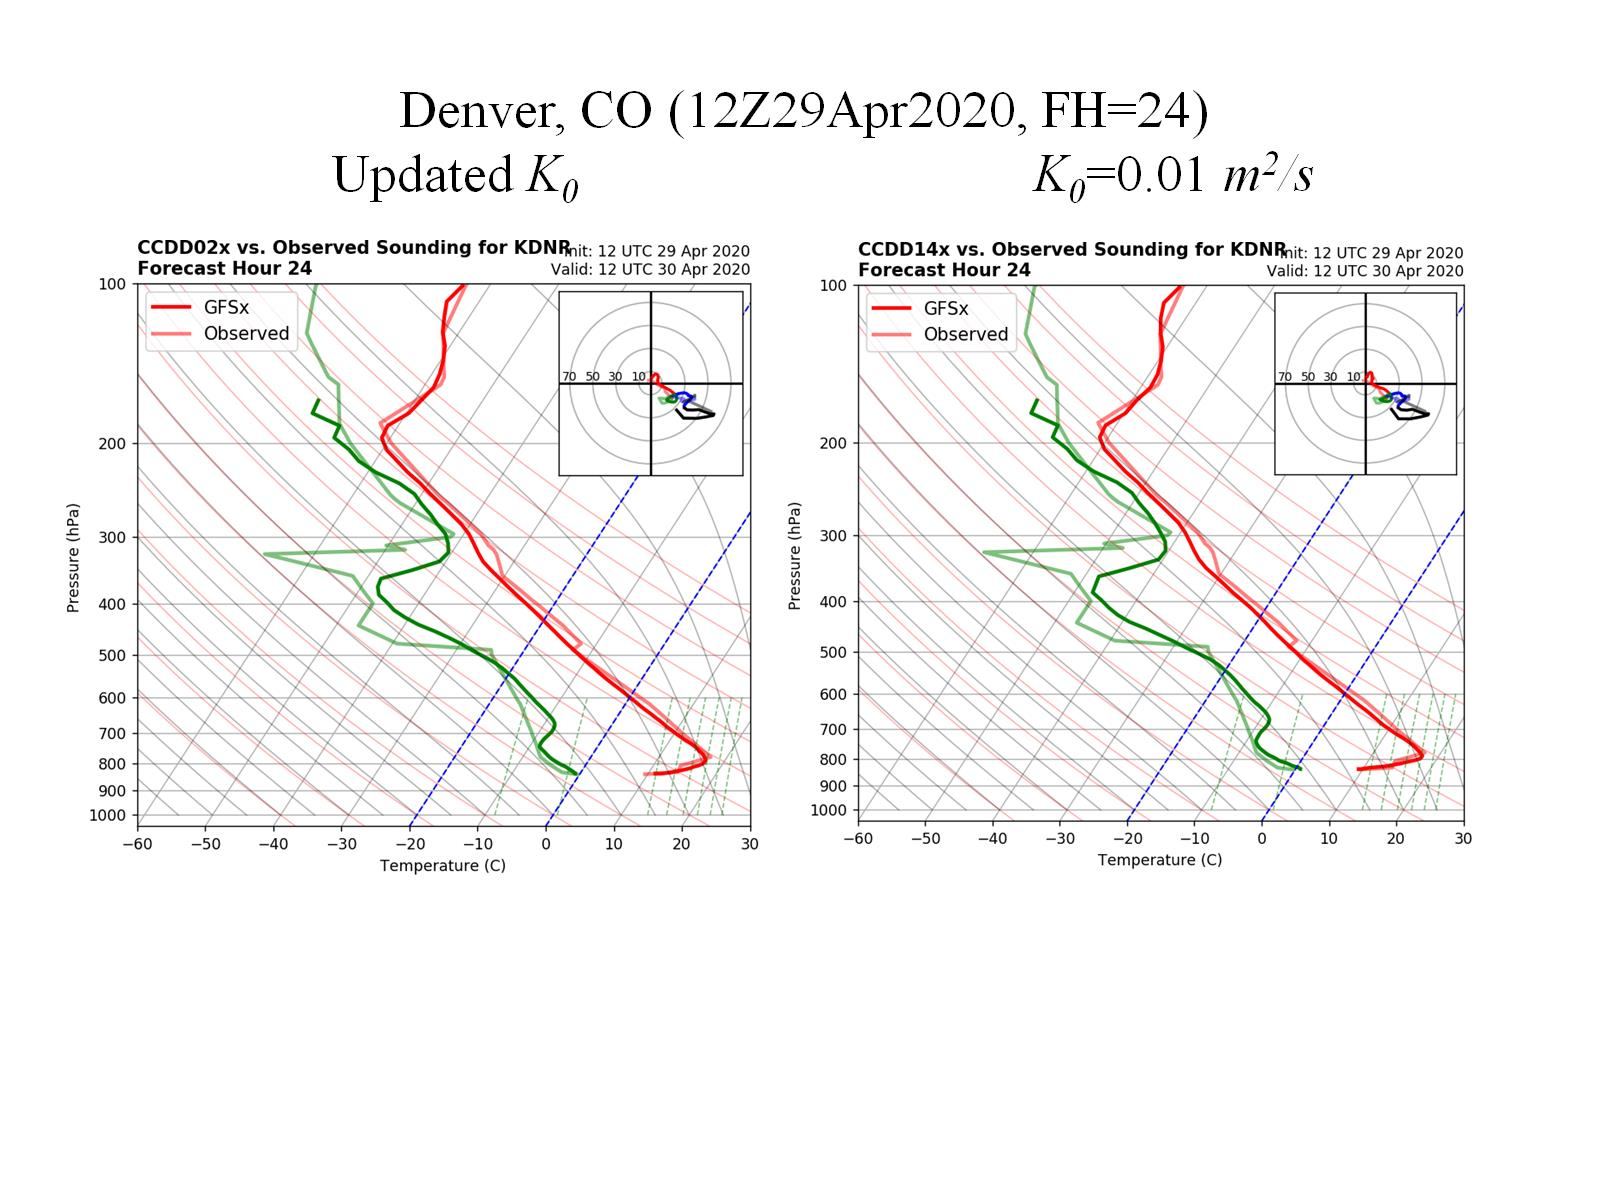 Denver, CO (12Z29Apr2020, FH=24)
Updated K0
K0=0.01 m2/s
CCDD02x vs. Observed Sounding for KDNR
Forecast Hour 24
Init: 12 UTC 29 Apr 2020
Valid: 12 UTC 30 Apr 2020
GFSx
Observed
70 50 30 10
100
200
300
400
500
600
700
800
900
1000
Pressure (hPa)
−60 −50 −40 −30 −20 −10 0 10 20 30
Temperature (C)
CCDD14x vs. Observed Sounding for KDNR
Forecast Hour 24
Init: 12 UTC 29 Apr 2020
Valid: 12 UTC 30 Apr 2020
GFSx
Observed
70 50 30 10
100
200
300
400
500
600
700
800
900
1000
Pressure (hPa)
−60 −50 −40 −30 −20 −10 0 10 20 30
Temperature (C)